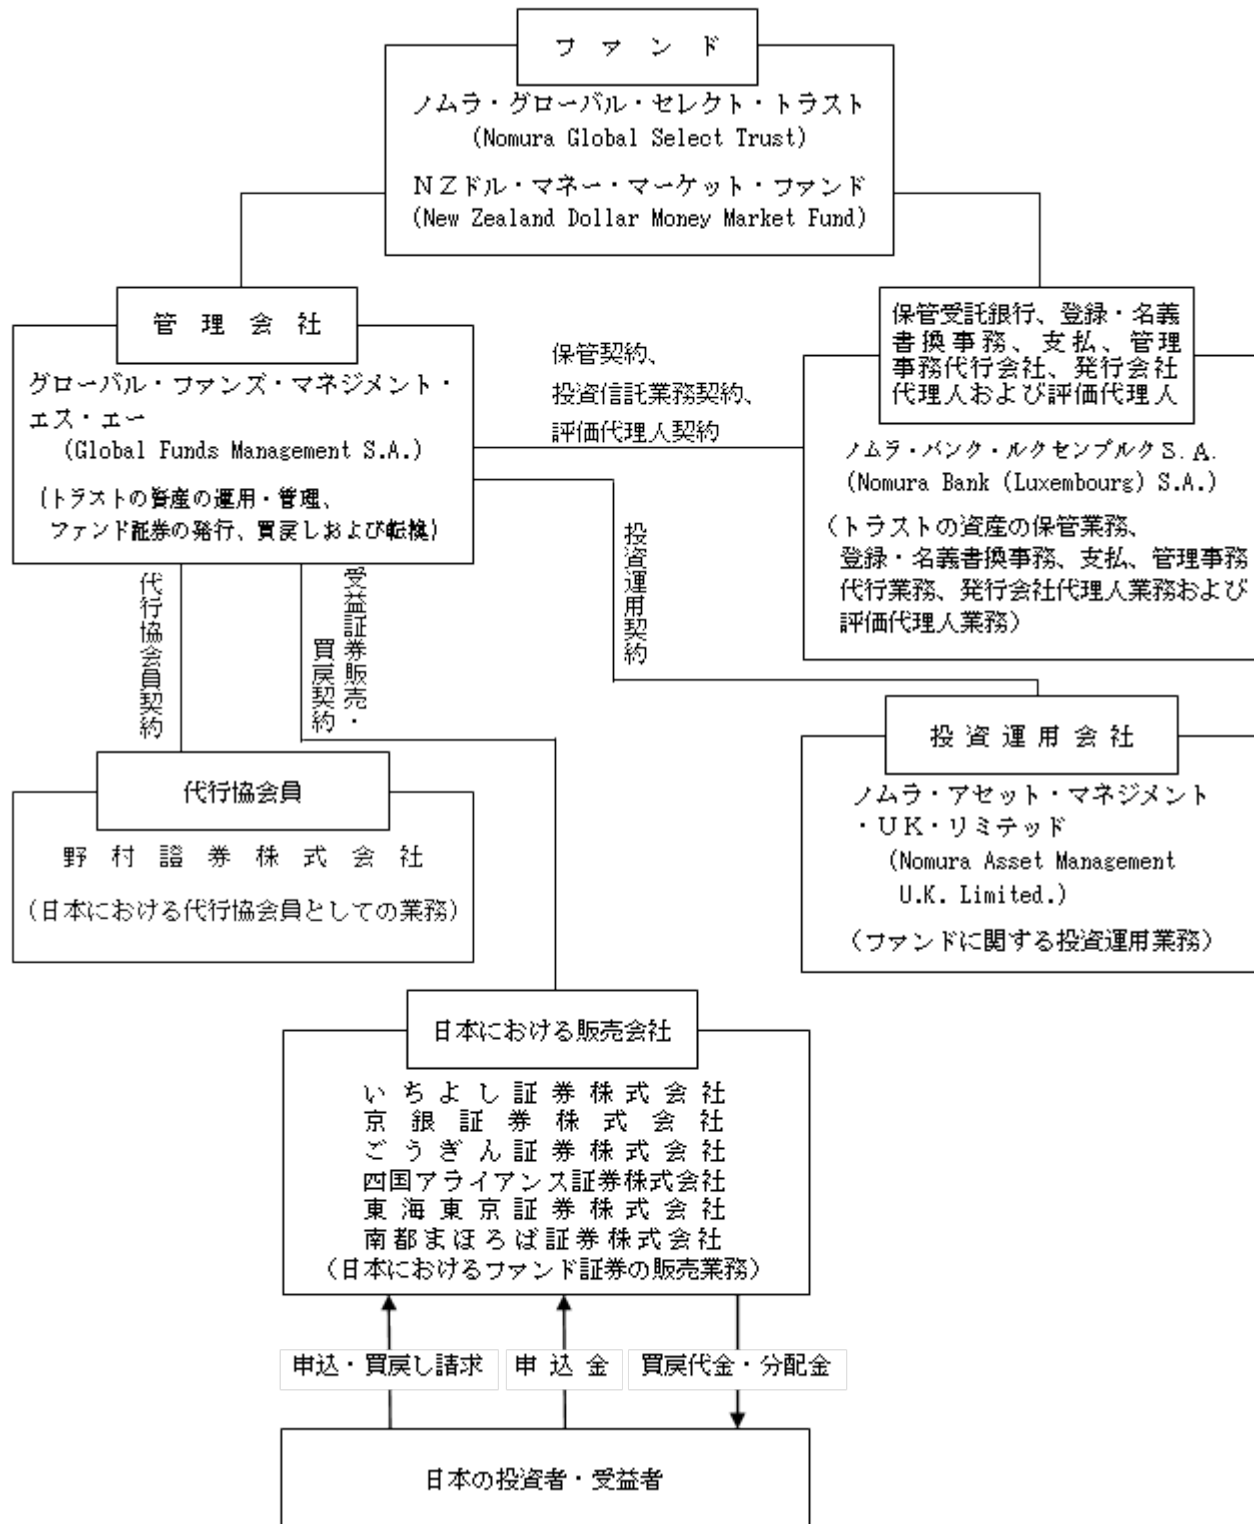 ファンド
ノムラ・グローバル・セレクト・トラスト
(Nomura Global Select Trust)
NZドル・マネー・マーケット・ファンド
(New Zealand Dollar Money Market Fund)
管理会社
グローバル・ファンズ・マネジメント・
エス・エー
(Global Funds Management S.A.)
(トラストの資産の運用・管理、
ファンド証券の発行、買戻しおよび転換)
保管契約、
投資信託業務契約、
評価代理人契約
保管受託銀行、登録・名義
書換事務、支払、管理
事務代行会社、発行会社
代理人および評価代理人
ノムラ・バンク・ルクセンブルクS.A.
(Nomura Bank (Luxembourg) S.A.)
(トラストの資産の保管業務、
登録・名義書換事務、支払、管理事務
代行業務、発行会社代理人業務および
評価代理人業務)
代行協会員契約
受益証券販売・
買戻契約
投資運用契約
投資運用会社
ノムラ・アセット・マネジメント
・UK・リミテッド
(Nomura Asset Management
U.K. Limited.)
(ファンドに関する投資運用業務)
代行協会員
野村證券株式会社
(日本における代行協会員としての業務)
日本における販売会社
いちよし証券株式会社
京銀証券株式会社
ごうぎん証券株式会社
四国アライアンス証券株式会社
東海東京証券株式会社
南都まほろば証券株式会社
(日本におけるファンド証券の販売業務)
申込・買戻し請求
申込金
買戻代金・分配金
日本の投資者・受益者